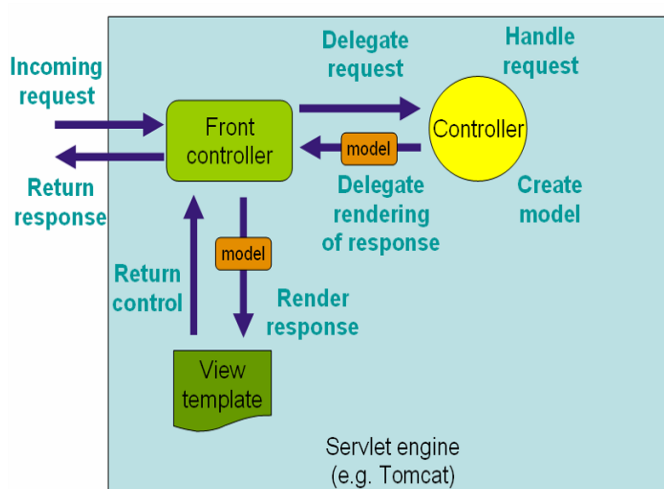 Incoming
request
Delegate
request
Handle
request
Front
controller
Controller
model
Return
response
Delegate
rendering
of response
Create
model
model
Return
control
Render
response
View
template
Servlet engine
(e.g. Tomcat)